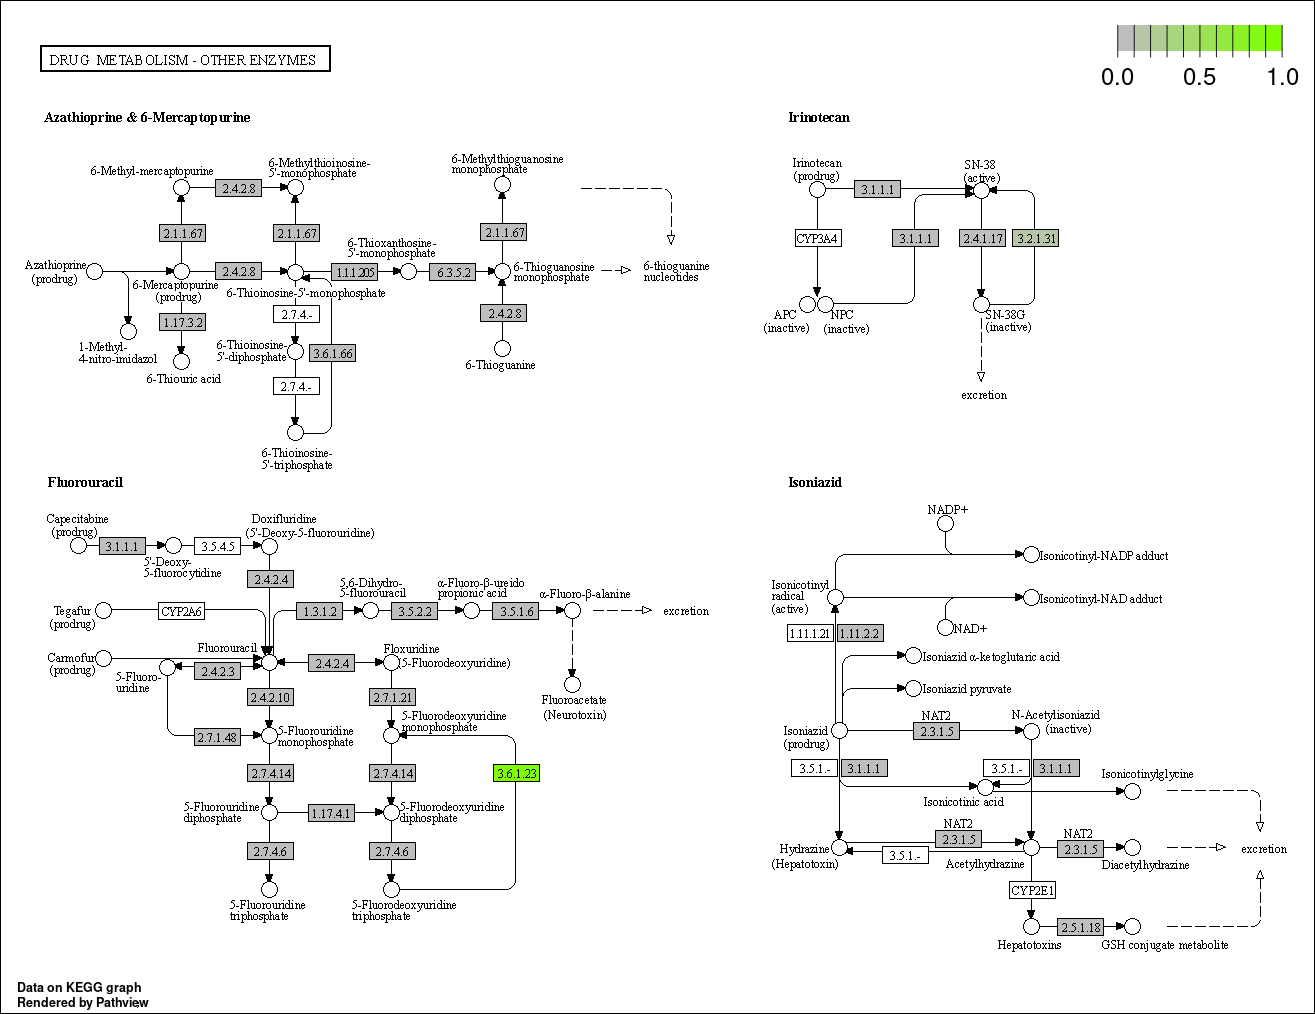 DRUG METABOLISM - OTHER ENZYMES
0.0 0.5 1.0
Azathioprine & 6-Mercaptopurine
6-Methyl-mercaptopurine
6-Methylthioinosine-
5'-monophosphate
6-Methylthioguanosine
monophosphate
2.4.2.8
2.1.1.67
2.1.1.67
2.1.1.67
6-Thioxanthosine-
5'-monophosphate
Azathioprine
(prodrug)
2.4.2.8
1.1.1.205
6.3.5.2
6-Thioguanosine
monophosphate
6-thioguanine
nucleotides
6-Mercaptopurine
(prodrug)
6-Thioinosine-5'-monophosphate
1.17.3.2
2.7.4.-
2.4.2.8
1-Methyl-
4-nitro-imidazol
6-Thioinosine-
5'-diphosphate
3.6.1.66
6-Thioguanine
6-Thiouric acid
2.7.4.-
6-Thioinosine-
5'-triphosphate
Irinotecan
Irinotecan
(prodrug)
3.1.1.1
SN-38
(active)
CYP3A4
3.1.1.1
2.4.1.17
3.2.1.31
APC
(inactive)
NPC
(inactive)
SN-38G
(inactive)
excretion
Fluorouracil
Capecitabine
(prodrug)
3.1.1.1
5'-Deoxy-
5-fluorocytidine
3.5.4.5
Doxifluridine
(5'-Deoxy-5-fluorouridine)
2.4.2.4
5,6-Dihydro-
5-fluorouracil
α-Fluoro-β-ureido
propionic acid
α-Fluoro-β-alanine
Tegafur
(prodrug)
CYP2A6
1.3.1.2
3.5.2.2
3.5.1.6
excretion
Carmofur
(prodrug)
Fluorouracil
2.4.2.3
2.4.2.4
Floxuridine
(5-Fluorodeoxyuridine)
5-Fluoro-
uridine
2.4.2.10
2.7.1.21
Fluoroacetate
(Neurotoxin)
2.7.1.48
5-Fluorouridine
monophosphate
5-Fluorodeoxyuridine
monophosphate
2.7.4.14
2.7.4.14
3.6.1.23
5-Fluorouridine
diphosphate
1.17.4.1
5-Fluorodeoxyuridine
diphosphate
2.7.4.6
2.7.4.6
5-Fluorouridine
triphosphate
5-Fluorodeoxyuridine
triphosphate
Isoniazid
NADP+
Isonicotinyl-NADP adduct
Isonicotinyl
radical
(active)
Isonicotinyl-NAD adduct
NAD+
1.11.1.21
1.11.2.2
Isoniazid α-ketoglutaric acid
Isoniazid pyruvate
Isoniazid
(prodrug)
NAT2
2.3.1.5
N-Acetylisoniazid
(inactive)
3.5.1.-
3.1.1.1
3.5.1.-
3.1.1.1
Isonicotinylglycine
Isonicotinic acid
Hydrazine
(Hepatotoxin)
NAT2
2.3.1.5
3.5.1.-
Acetylhydrazine
NAT2
2.3.1.5
Diacetylhydrazine
excretion
CYP2E1
Hepatotoxins
2.5.1.18
GSH conjugate metabolite
Data on KEGG graph
Rendered by Pathview